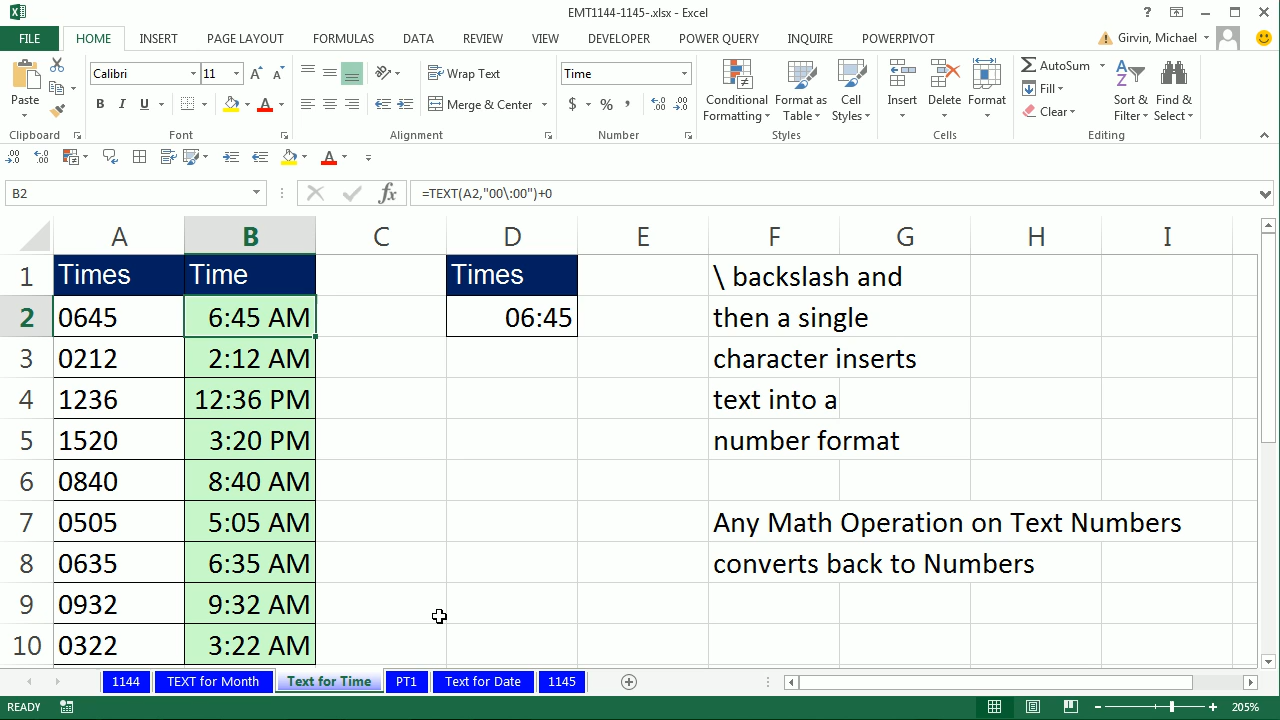 EMT1144-1145-.xlsx - Excel
FILE HOME INSERT PAGE LAYOUT FORMULAS DATA REVIEW VIEW DEVELOPER POWER QUERY INQUIRE POWERPIVOT Girvin, Michael
Paste
Calibri 11
B I U
Wrap Text
Merge & Center
Time
$ % ,
Conditional Formatting
Format as Table
Cell Styles
Insert Delete Format
AutoSum
Fill
Clear
Sort & Filter
Find & Select
Clipboard Font Alignment Number Styles Cells Editing
B2 fx =TEXT(A2,"00\:00")+0
A B C D E F G H I
1 Times Time Times \ backslash and
2 0645 6:45 AM 06:45 then a single
3 0212 2:12 AM character inserts
4 1236 12:36 PM text into a
5 1520 3:20 PM number format
6 0840 8:40 AM
7 0505 5:05 AM Any Math Operation on Text Numbers
8 0635 6:35 AM converts back to Numbers
9 0932 9:32 AM
10 0322 3:22 AM
1144 TEXT for Month Text for Time PT1 Text for Date 1145
READY 205%